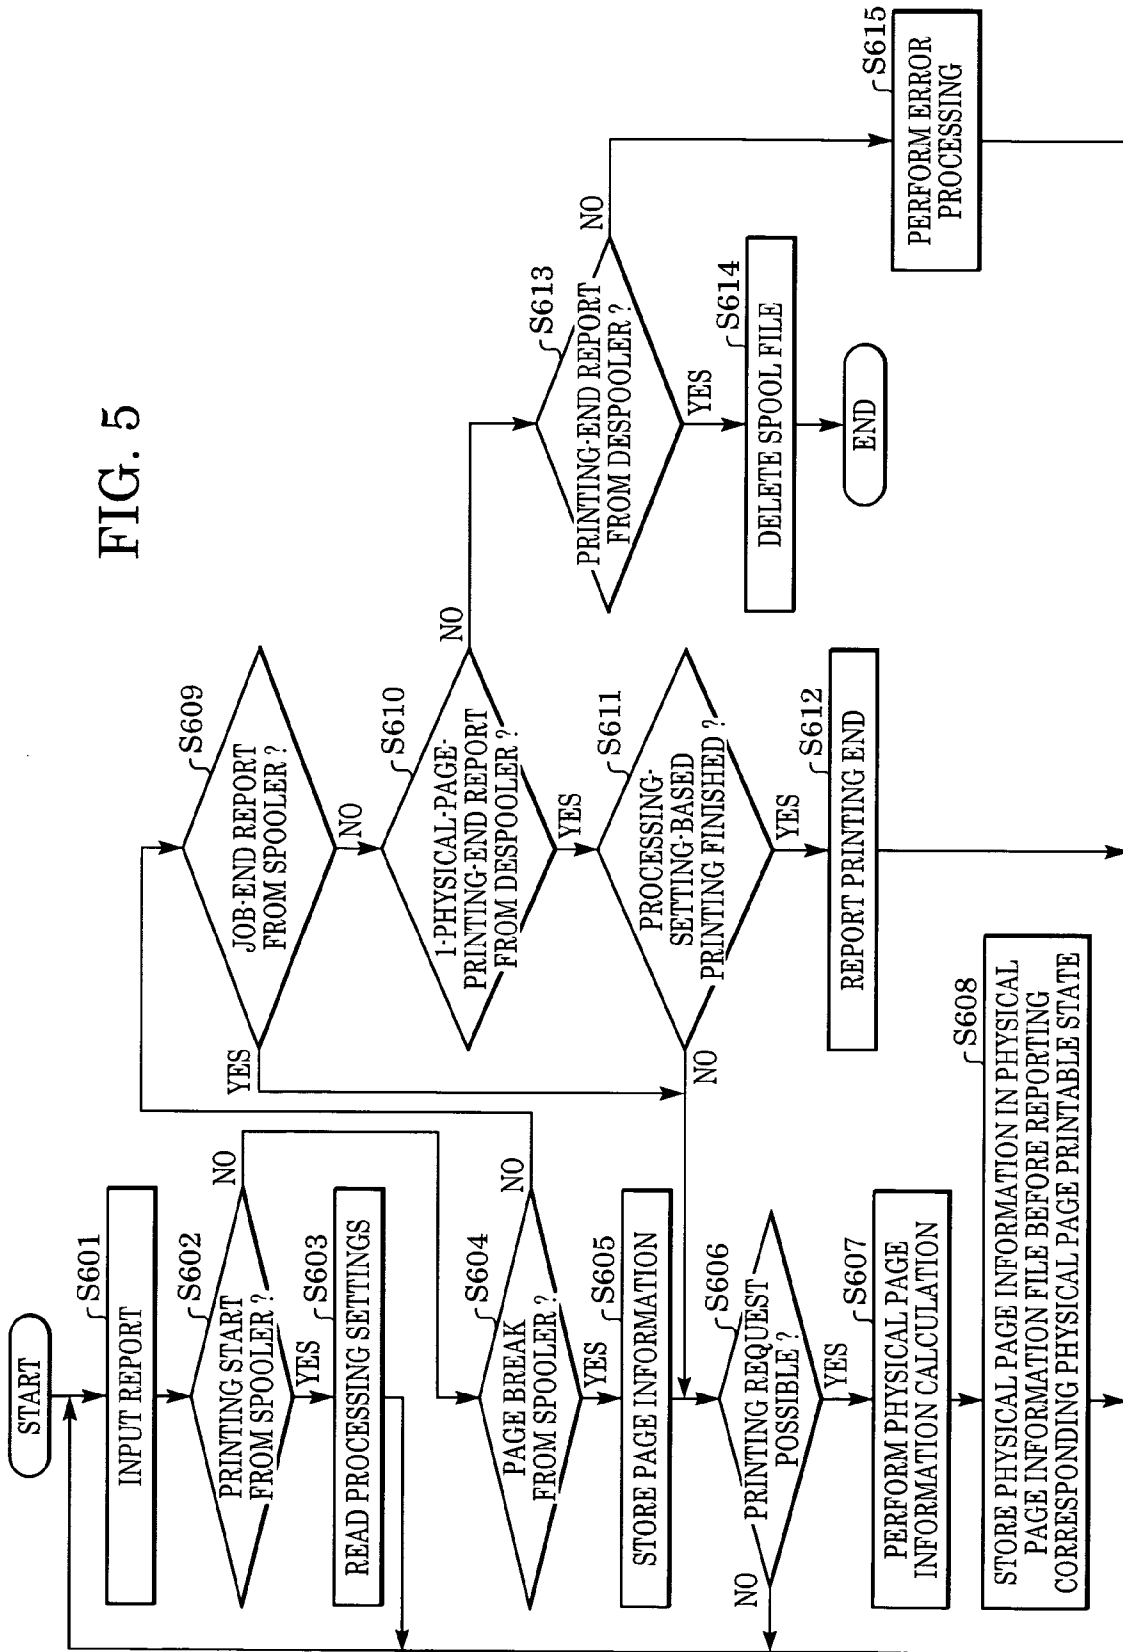 FIG. 5
START
S601
INPUT REPORT
S602
PRINTING START
FROM SPOOLER ?
NO
YES
S603
READ PROCESSING SETTINGS
S604
PAGE BREAK
FROM SPOOLER ?
NO
YES
S605
STORE PAGE INFORMATION
S606
PRINTING REQUEST
POSSIBLE ?
NO
YES
S607
PERFORM PHYSICAL PAGE
INFORMATION CALCULATION
S608
STORE PHYSICAL PAGE INFORMATION IN PHYSICAL
PAGE INFORMATION FILE BEFORE REPORTING
CORRESPONDING PHYSICAL PAGE PRINTABLE STATE
S609
JOB-END REPORT
FROM SPOOLER ?
YES
NO
S610
1-PHYSICAL-PAGE-
PRINTING-END REPORT
FROM DESPOOLER ?
NO
YES
S611
PROCESSING-
SETTING-BASED
PRINTING FINISHED ?
NO
YES
S612
REPORT PRINTING END
S613
PRINTING-END REPORT
FROM DESPOOLER ?
NO
YES
S614
DELETE SPOOL FILE
END
S615
PERFORM ERROR
PROCESSING